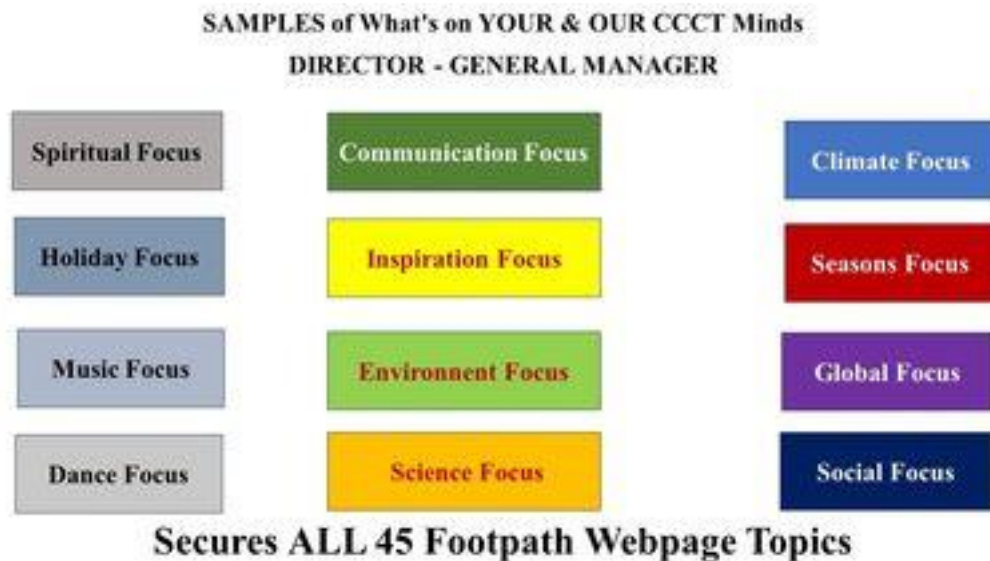 SAMPLES of What's on YOUR & OUR CCCT Minds
DIRECTOR - GENERAL MANAGER
Spiritual Focus
Communication Focus
Climate Focus
Holiday Focus
Inspiration Focus
Seasons Focus
Music Focus
Environnent Focus
Global Focus
Dance Focus
Science Focus
Social Focus
Secures ALL 45 Footpath Webpage Topics